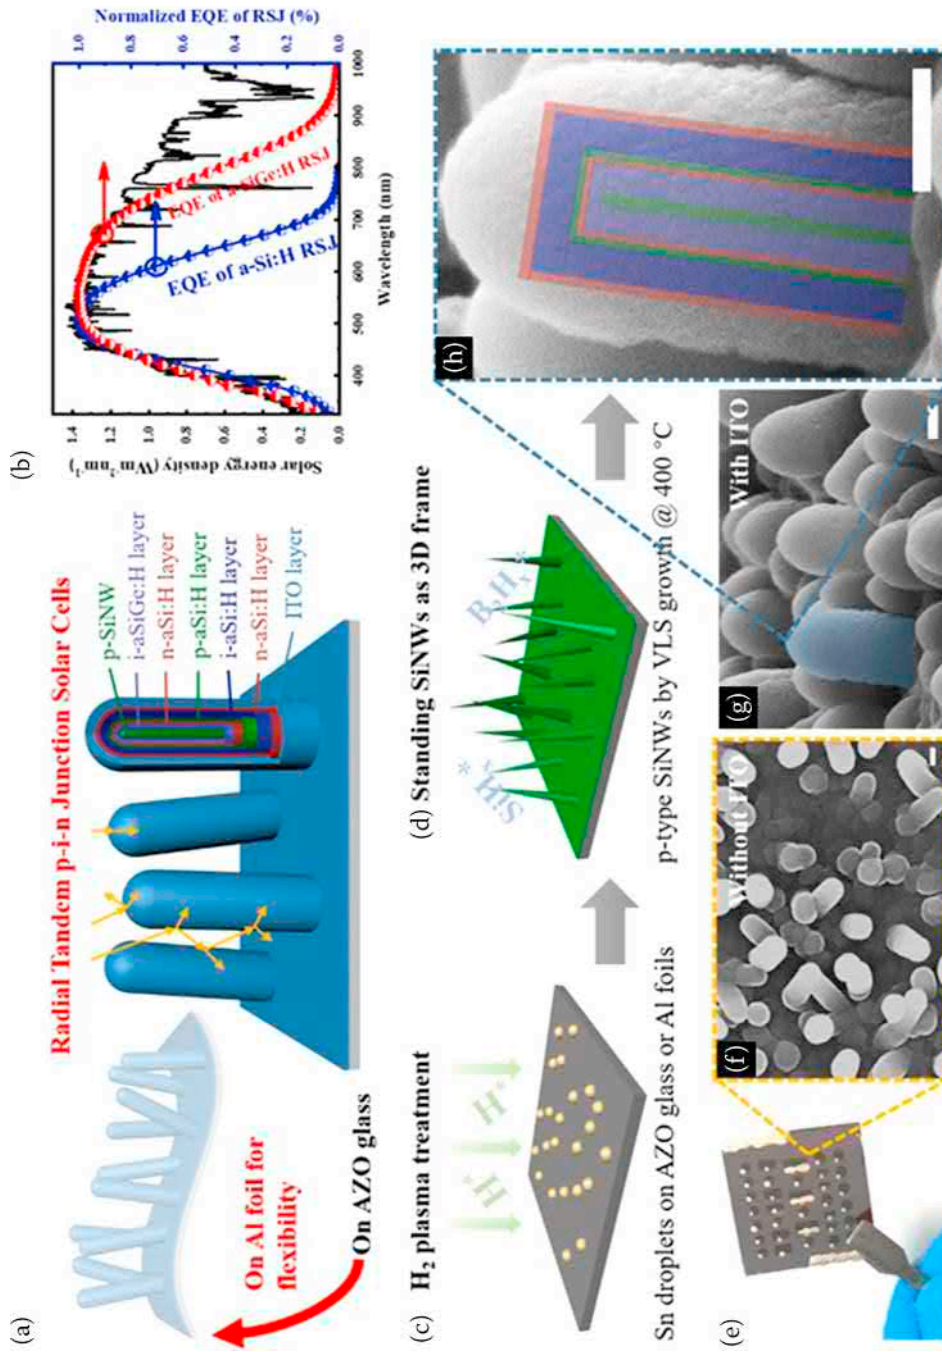 (a)
Radial Tandem p-i-n Junction Solar Cells
p-SiNW
i-aSiGe:H layer
n-aSi:H layer
p-aSi:H layer
i-aSi:H layer
n-aSi:H layer
ITO layer
On Al foil for
flexibility
On AZO glass
(b)
Solar energy density (Wm⁻²nm⁻¹)
1.4
1.2
1.0
0.8
0.6
0.4
0.2
0.0
Normalized EQE of RSJ (%)
1.0
0.8
0.6
0.4
0.2
0.0
EQE of a-SiGe:H RSJ
EQE of a-Si:H RSJ
400
500
600
700
800
900
1000
Wavelength (nm)
(c)
H₂ plasma treatment
H*
H*
Sn droplets on AZO glass or Al foils
(d) Standing SiNWs as 3D frame
SiHₓ*
BₓHₓ*
p-type SiNWs by VLS growth @ 400 °C
(e)
(f)
Without ITO
(g)
With ITO
(h)